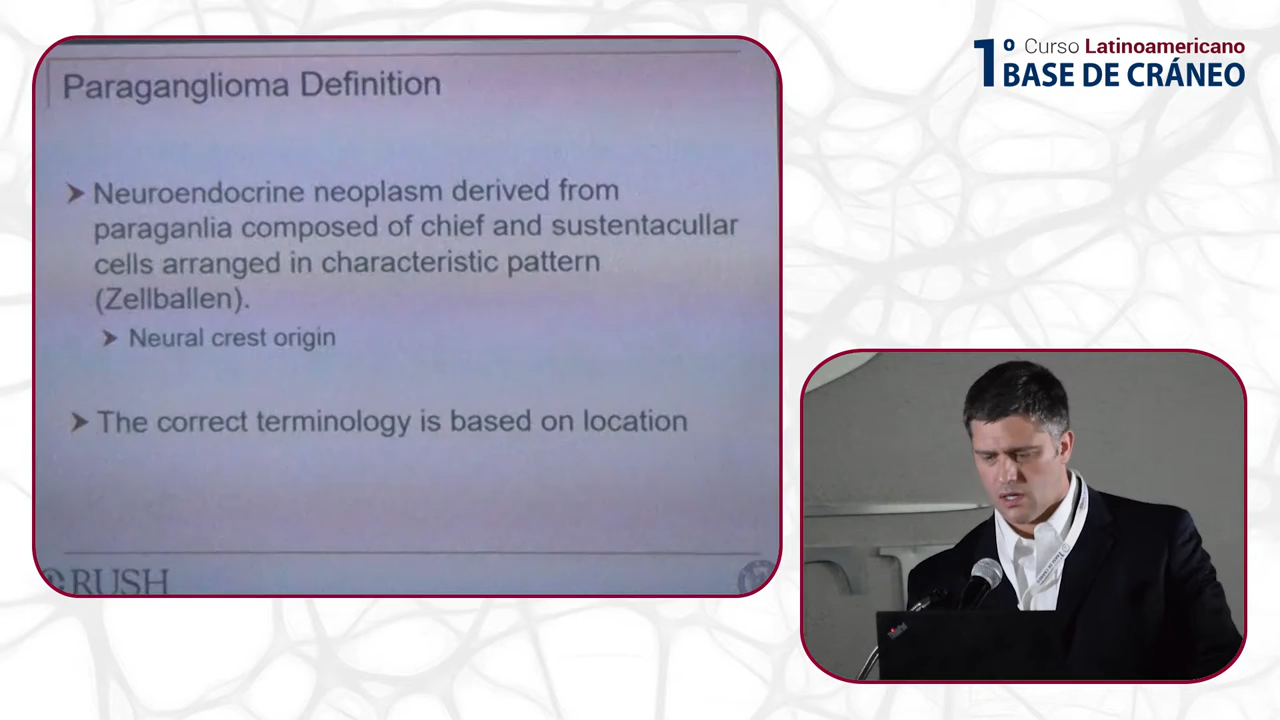 Paraganglioma Definition
➤ Neuroendocrine neoplasm derived from
paraganlia composed of chief and sustentacullar
cells arranged in characteristic pattern
(Zellballen).
➤ Neural crest origin
➤ The correct terminology is based on location
RUSH
1º Curso Latinoamericano
BASE DE CRÁNEO
ThinkPad